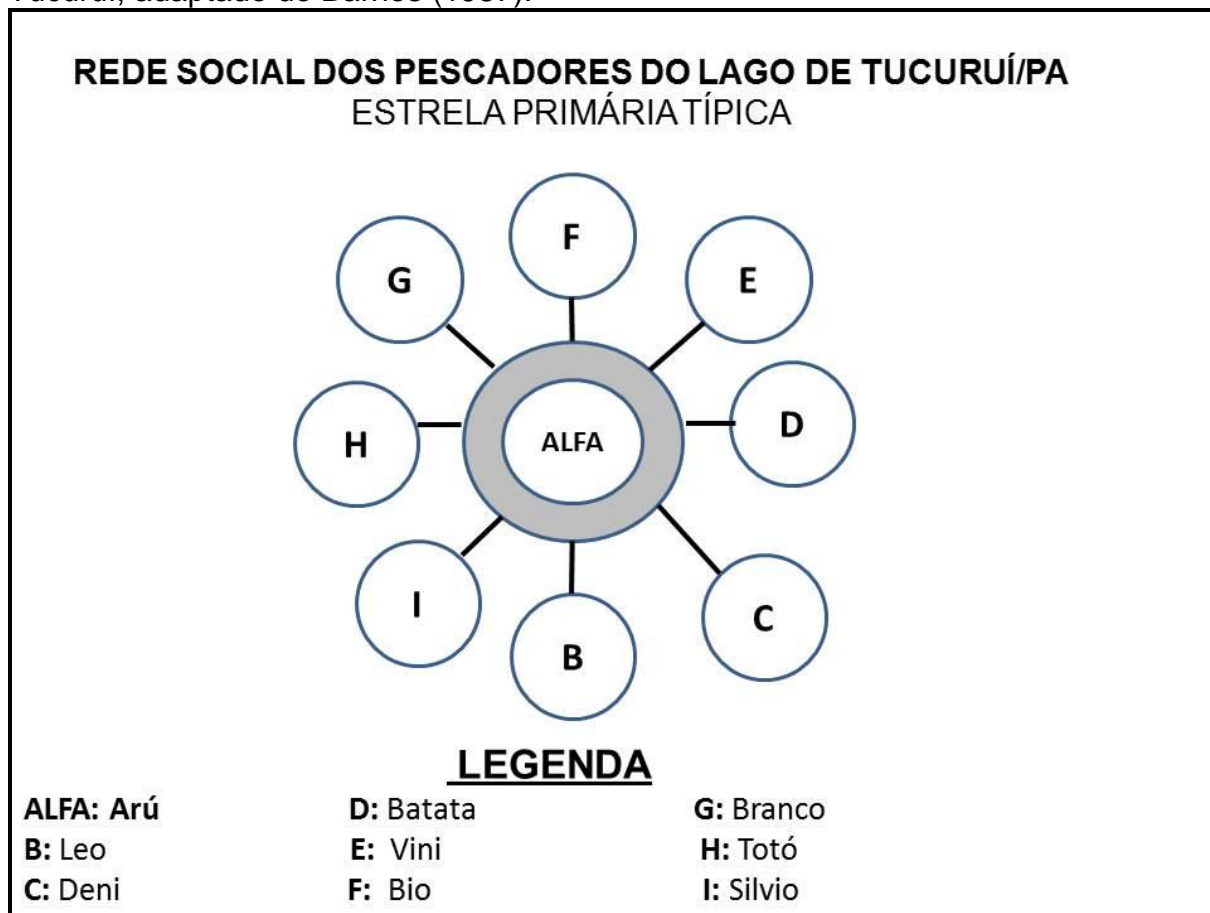 REDE SOCIAL DOS PESCADORES DO LAGO DE TUCURUÍ/PA
ESTRELA PRIMÁRIA TÍPICA
F
G
E
H
ALFA
D
I
B
C
LEGENDA
ALFA: Arú D: Batata G: Branco
B: Leo E: Vini H: Totó
C: Deni F: Bio I: Silvio